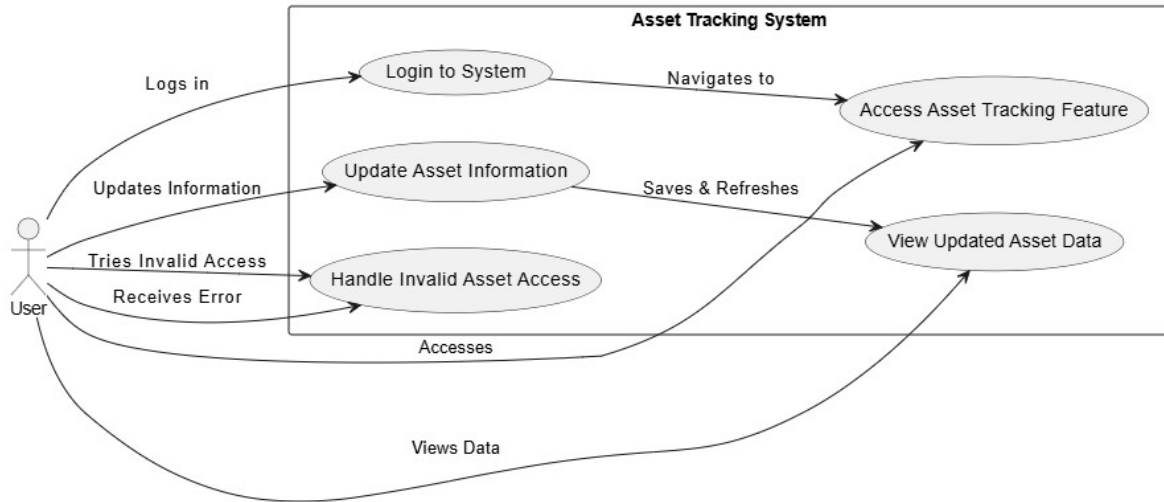 Asset Tracking System
Logs in
Login to System
Navigates to
Access Asset Tracking Feature
Updates Information
Update Asset Information
Saves & Refreshes
View Updated Asset Data
Tries Invalid Access
Handle Invalid Asset Access
Receives Error
User
Accesses
Views Data